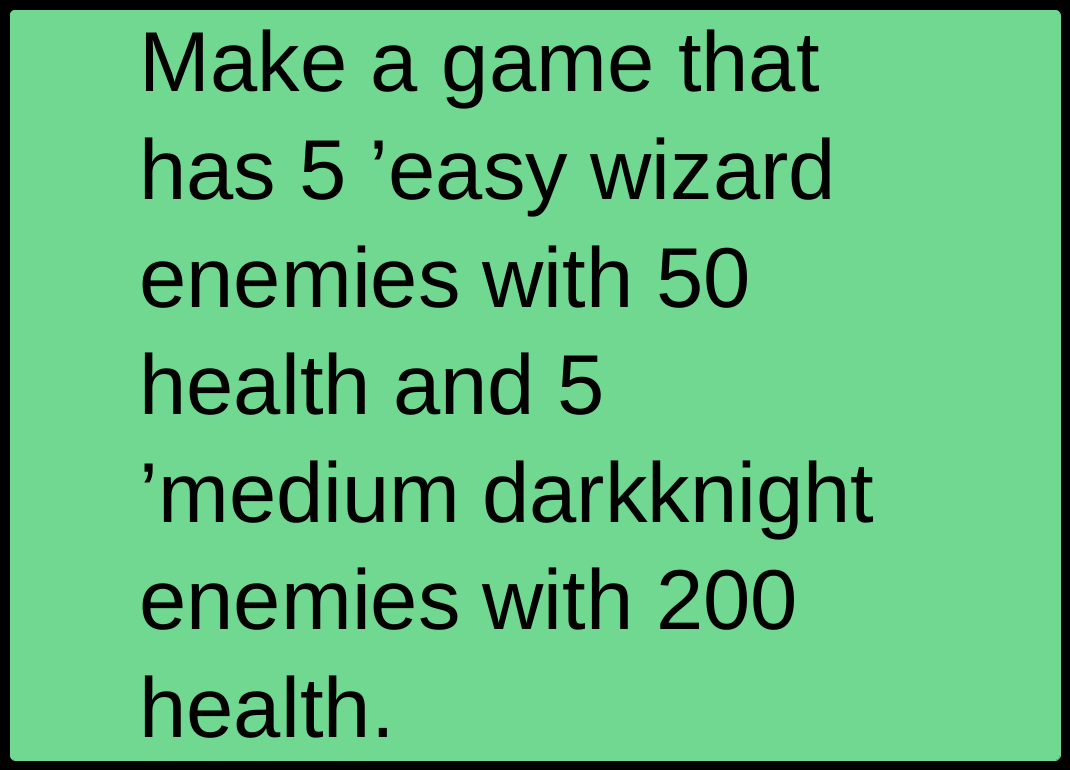 Make a game that
has 5 ’easy wizard
enemies with 50
health and 5
’medium darkknight
enemies with 200
health.